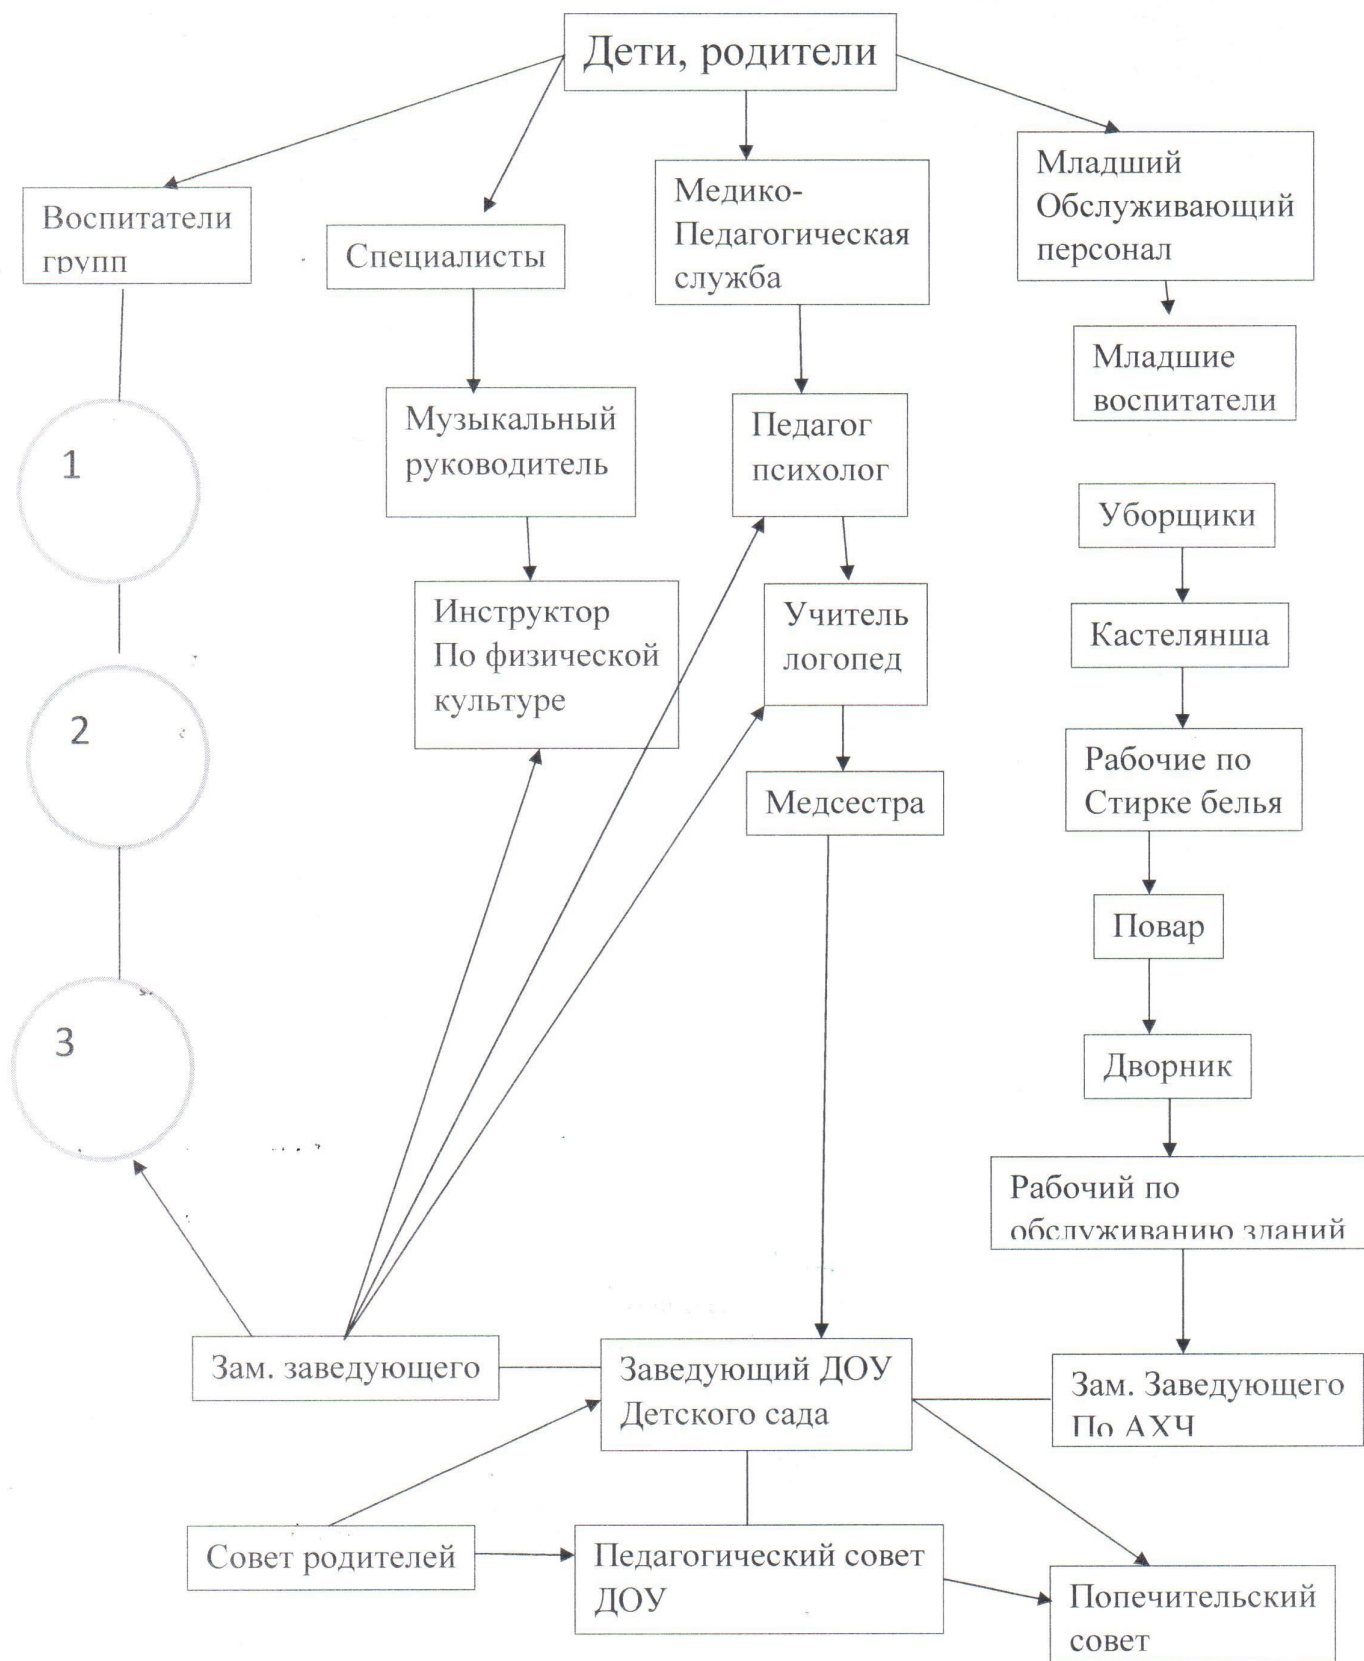 Дети, родители
Воспитатели
групп
Специалисты
Медико-
Педагогическая
служба
Младший
Обслуживающий
персонал
Младшие
воспитатели
Музыкальный
руководитель
Педагог
психолог
1
Уборщики
Инструктор
По физической
культуре
Учитель
логопед
Кастелянша
2
Медсестра
Рабочие по
Стирке белья
Повар
3
Дворник
Рабочий по
обслуживанию зданий
Зам. заведующего
Заведующий ДОУ
Детского сада
Зам. Заведующего
По АХЧ
Совет родителей
Педагогический совет
ДОУ
Попечительский
совет